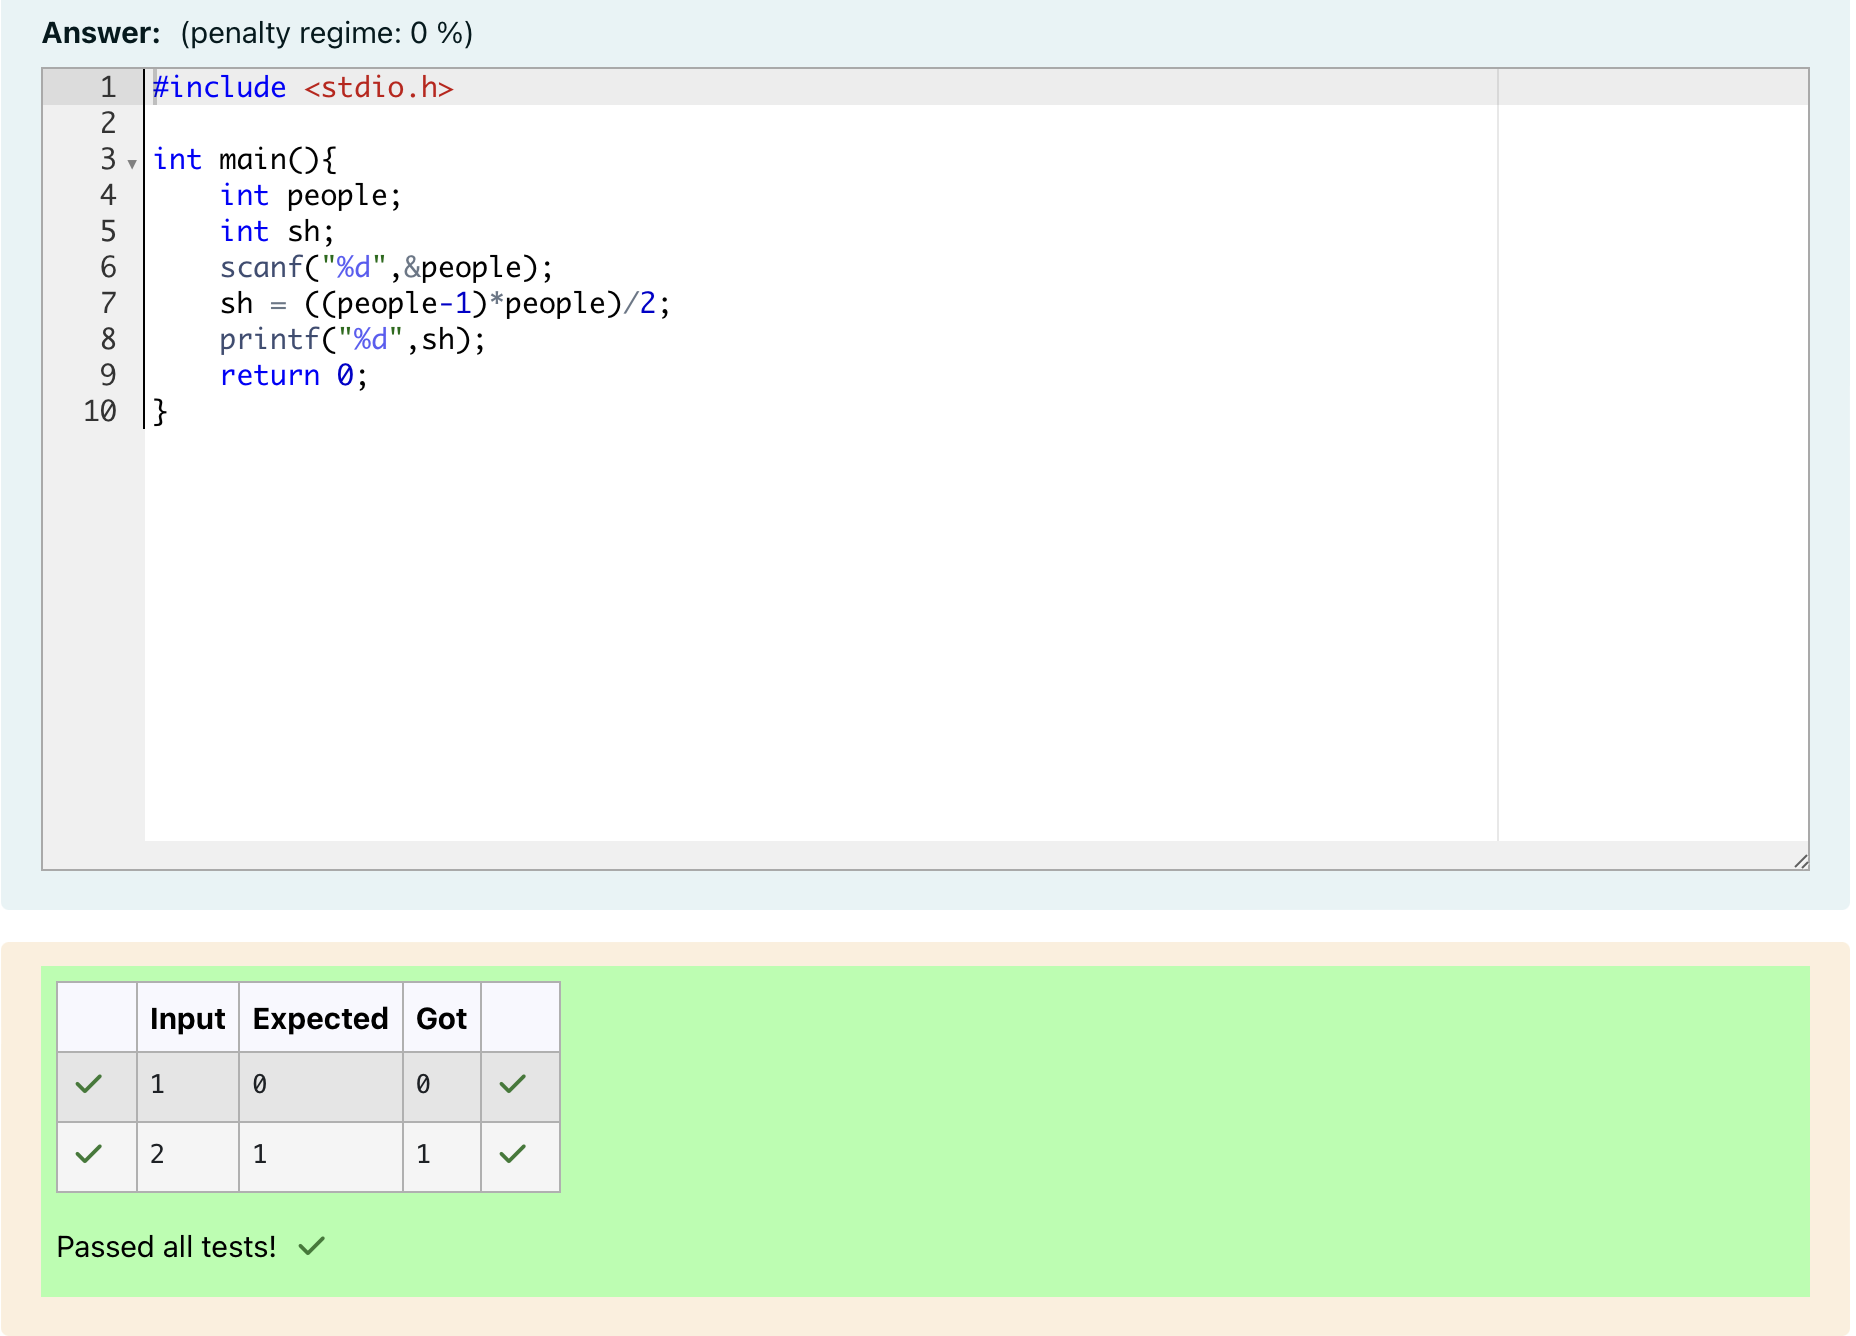 Answer: (penalty regime: 0 %)
1 #include <stdio.h>
2
3 int main(){
4     int people;
5     int sh;
6     scanf("%d",&people);
7     sh = ((people-1)*people)/2;
8     printf("%d",sh);
9     return 0;
10 }
Input Expected Got
1 0 0
2 1 1
Passed all tests!